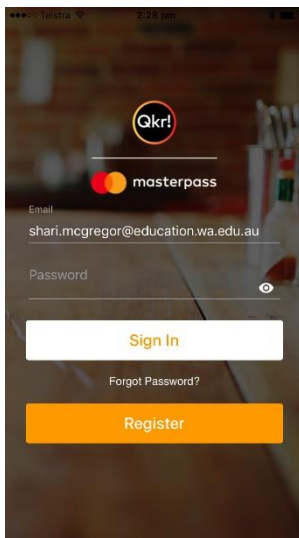 Telstra 2:28 pm
Qkr!
masterpass
Email
shari.mcgregor@education.wa.edu.au
Password
Sign In
Forgot Password?
Register